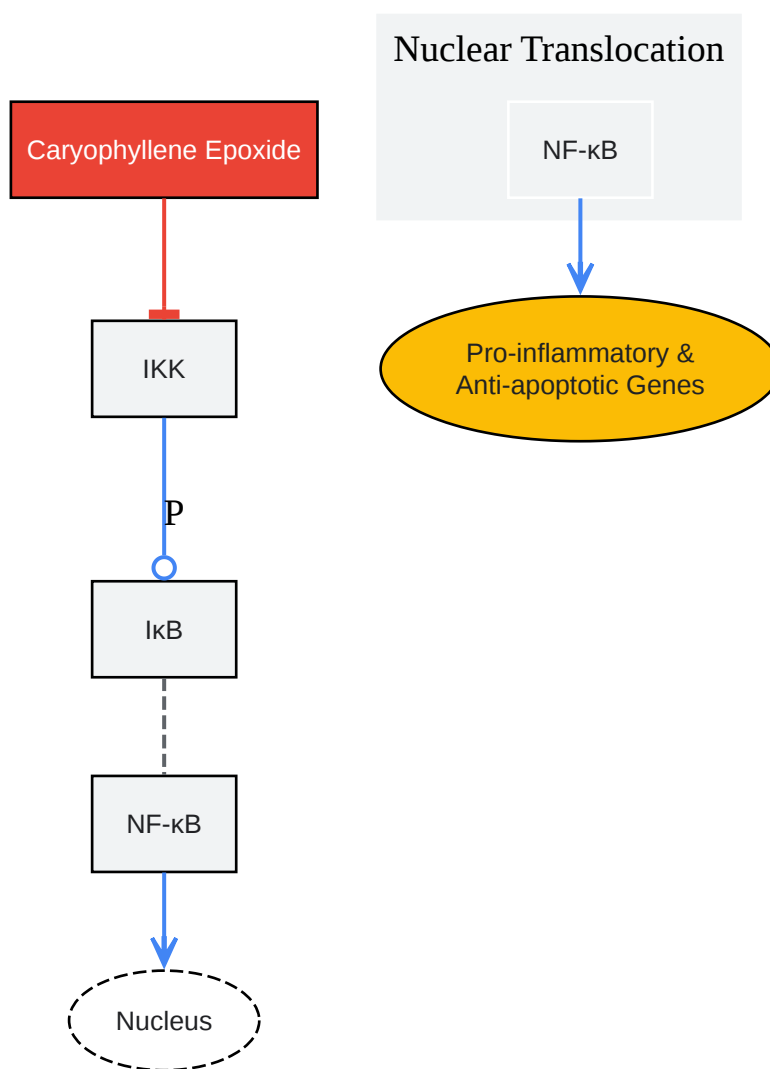 Caryophyllene Epoxide
IKK
P
IκB
NF-κB
Nucleus
Nuclear Translocation
NF-κB
Pro-inflammatory &
Anti-apoptotic Genes